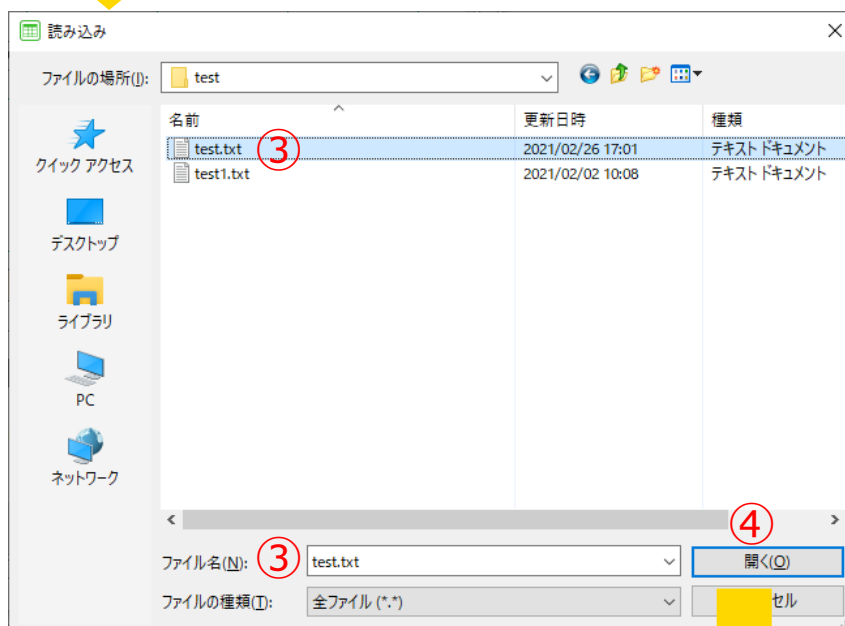 読み込み
ファイルの場所(I): test
名前 更新日時 種類
test.txt ③ 2021/02/26 17:01 テキスト ドキュメント
test1.txt 2021/02/02 10:08 テキスト ドキュメント
クイック アクセス
デスクトップ
ライブラリ
PC
ネットワーク
④
ファイル名(N): ③ test.txt 開く(O)
ファイルの種類(T): 全ファイル (*.*) セル